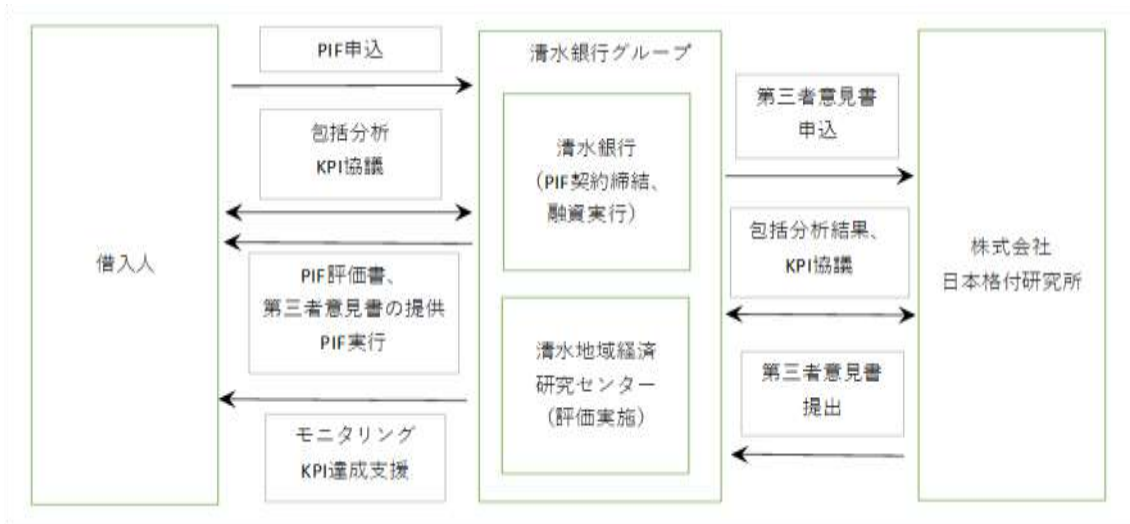 借入人
PIF申込
包括分析
KPI協議
PIF評価書、
第三者意見書の提供
PIF実行
モニタリング
KPI達成支援
清水銀行グループ
清水銀行
(PIF契約締結、
融資実行)
清水地域経済
研究センター
(評価実施)
第三者意見書
申込
包括分析結果、
KPI協議
第三者意見書
提出
株式会社
日本格付研究所